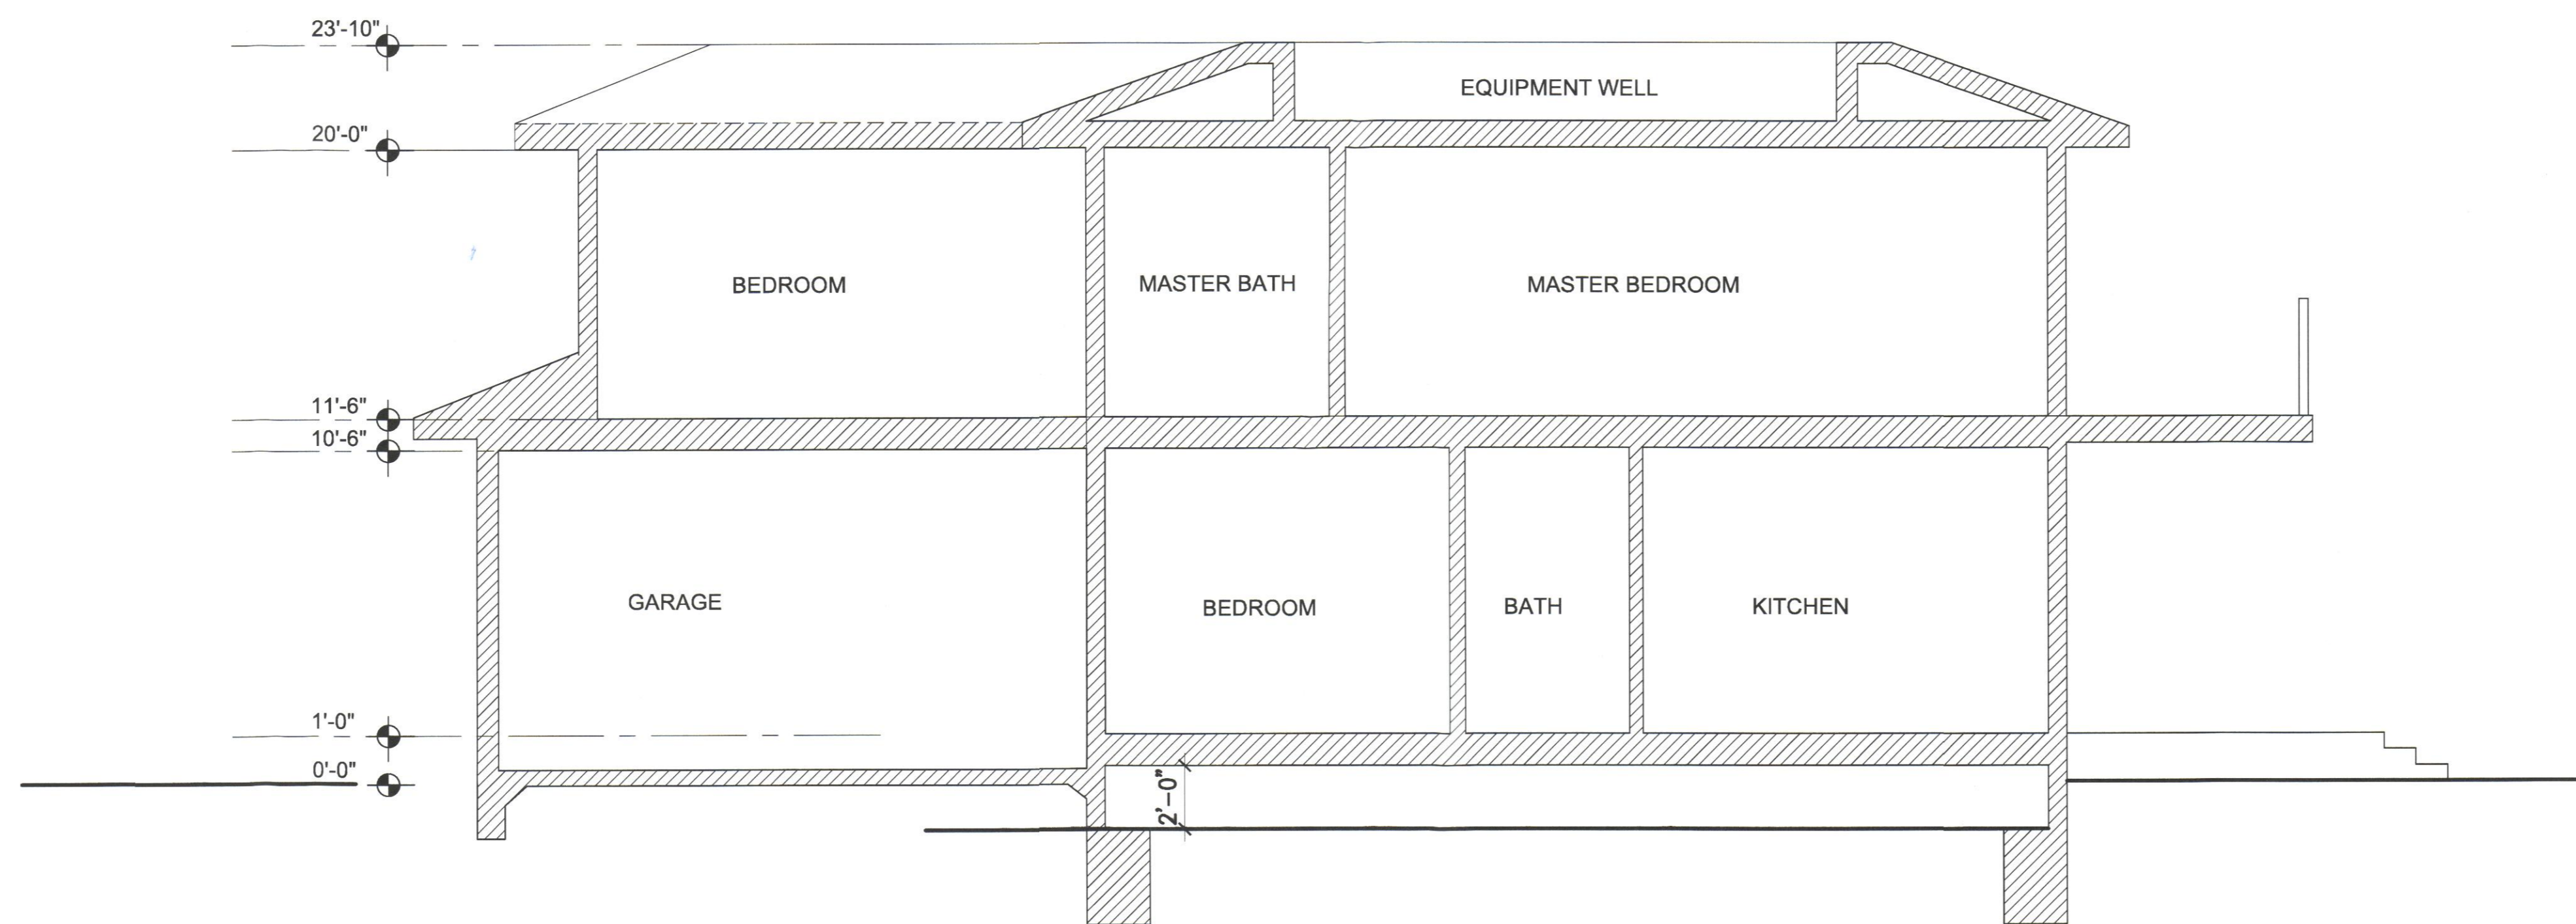 23'-10"
EQUIPMENT WELL
20'-0"
BEDROOM
MASTER BATH
MASTER BEDROOM
11'-6"
10'-6"
GARAGE
BEDROOM
BATH
KITCHEN
1'-0"
0'-0"
2'-0"